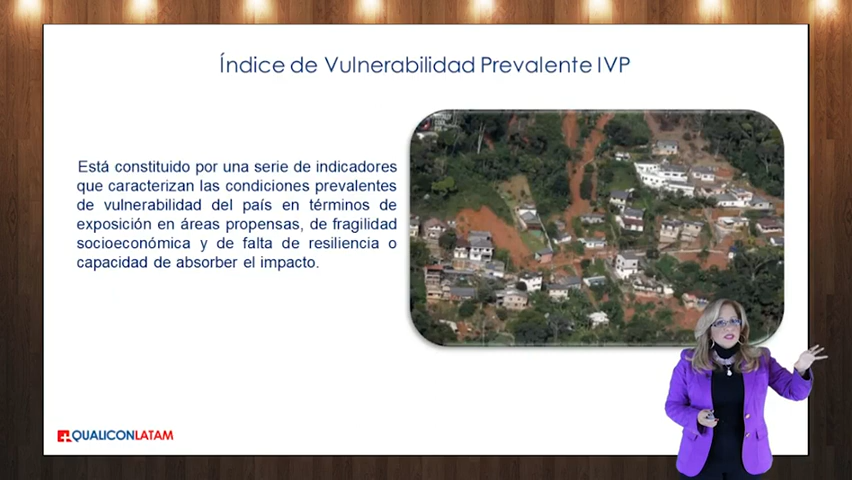 Índice de Vulnerabilidad Prevalente IVP
Está constituido por una serie de indicadores
que caracterizan las condiciones prevalentes
de vulnerabilidad del país en términos de
exposición en áreas propensas, de fragilidad
socioeconómica y de falta de resiliencia o
capacidad de absorber el impacto.
QUALICONLATAM